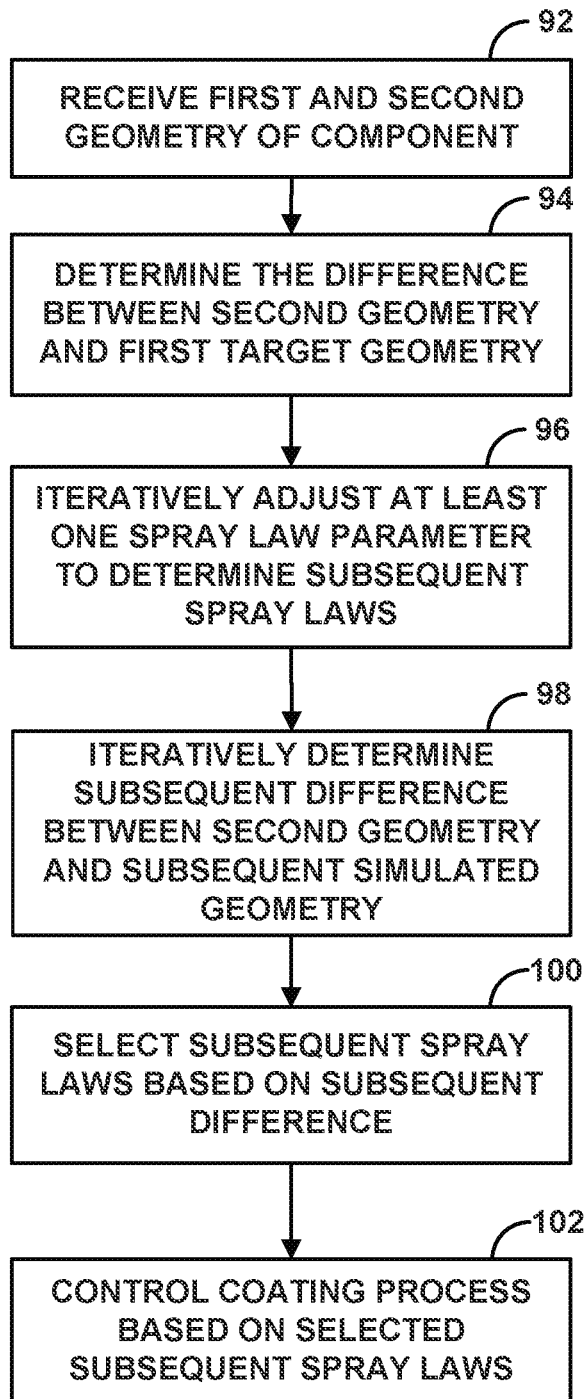 92
RECEIVE FIRST AND SECOND
GEOMETRY OF COMPONENT
94
DETERMINE THE DIFFERENCE
BETWEEN SECOND GEOMETRY
AND FIRST TARGET GEOMETRY
96
ITERATIVELY ADJUST AT LEAST
ONE SPRAY LAW PARAMETER
TO DETERMINE SUBSEQUENT
SPRAY LAWS
98
ITERATIVELY DETERMINE
SUBSEQUENT DIFFERENCE
BETWEEN SECOND GEOMETRY
AND SUBSEQUENT SIMULATED
GEOMETRY
100
SELECT SUBSEQUENT SPRAY
LAWS BASED ON SUBSEQUENT
DIFFERENCE
102
CONTROL COATING PROCESS
BASED ON SELECTED
SUBSEQUENT SPRAY LAWS